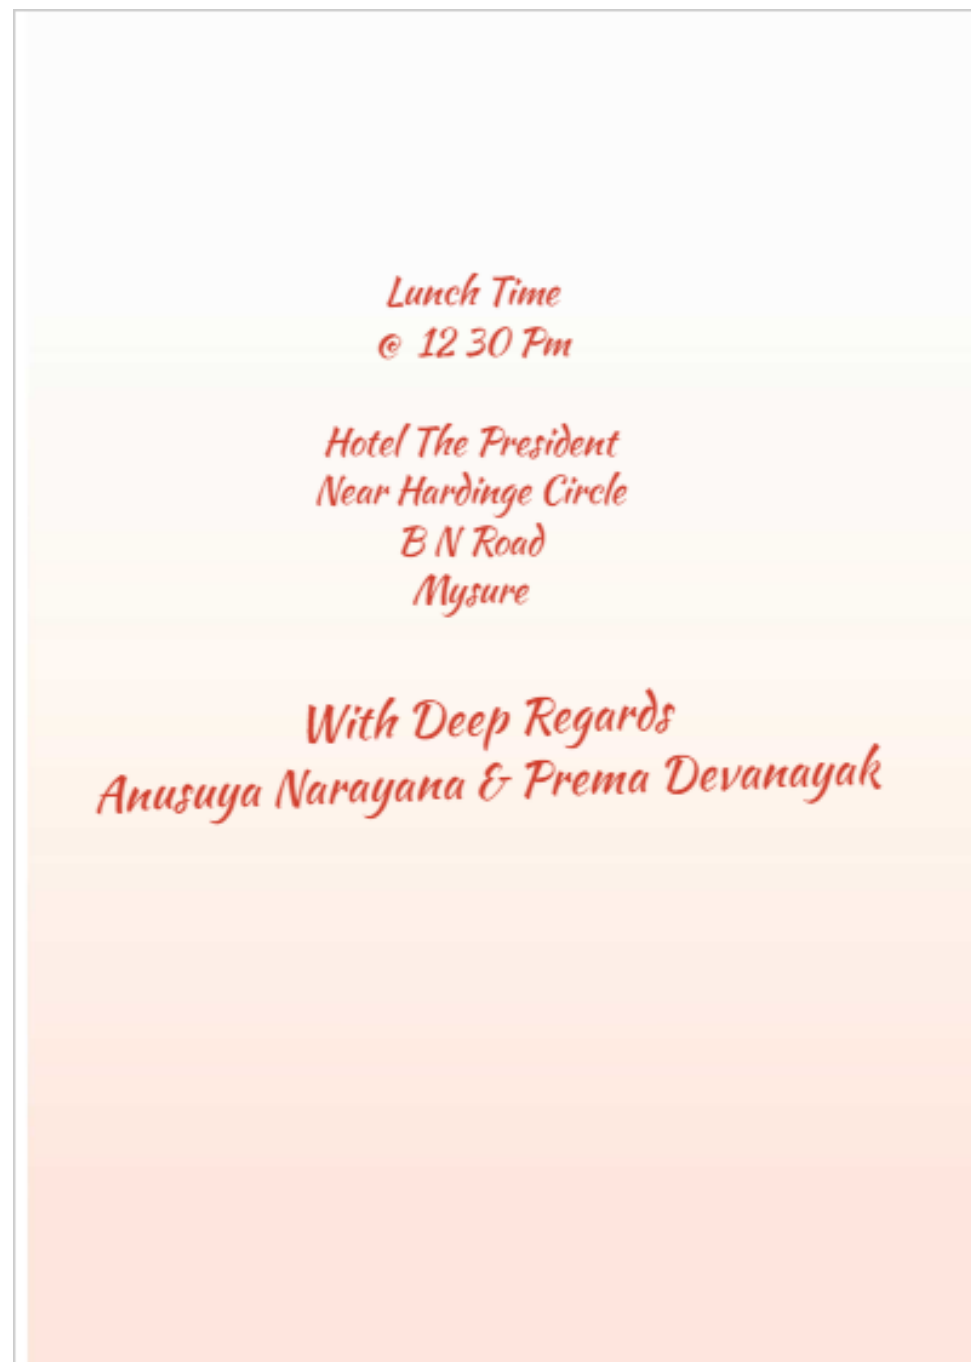 Lunch Time
@ 12 30 Pm
Hotel The President
Near Hardinge Circle
B N Road
Mysure
With Deep Regards
Anusuya Narayana & Prema Devanayak